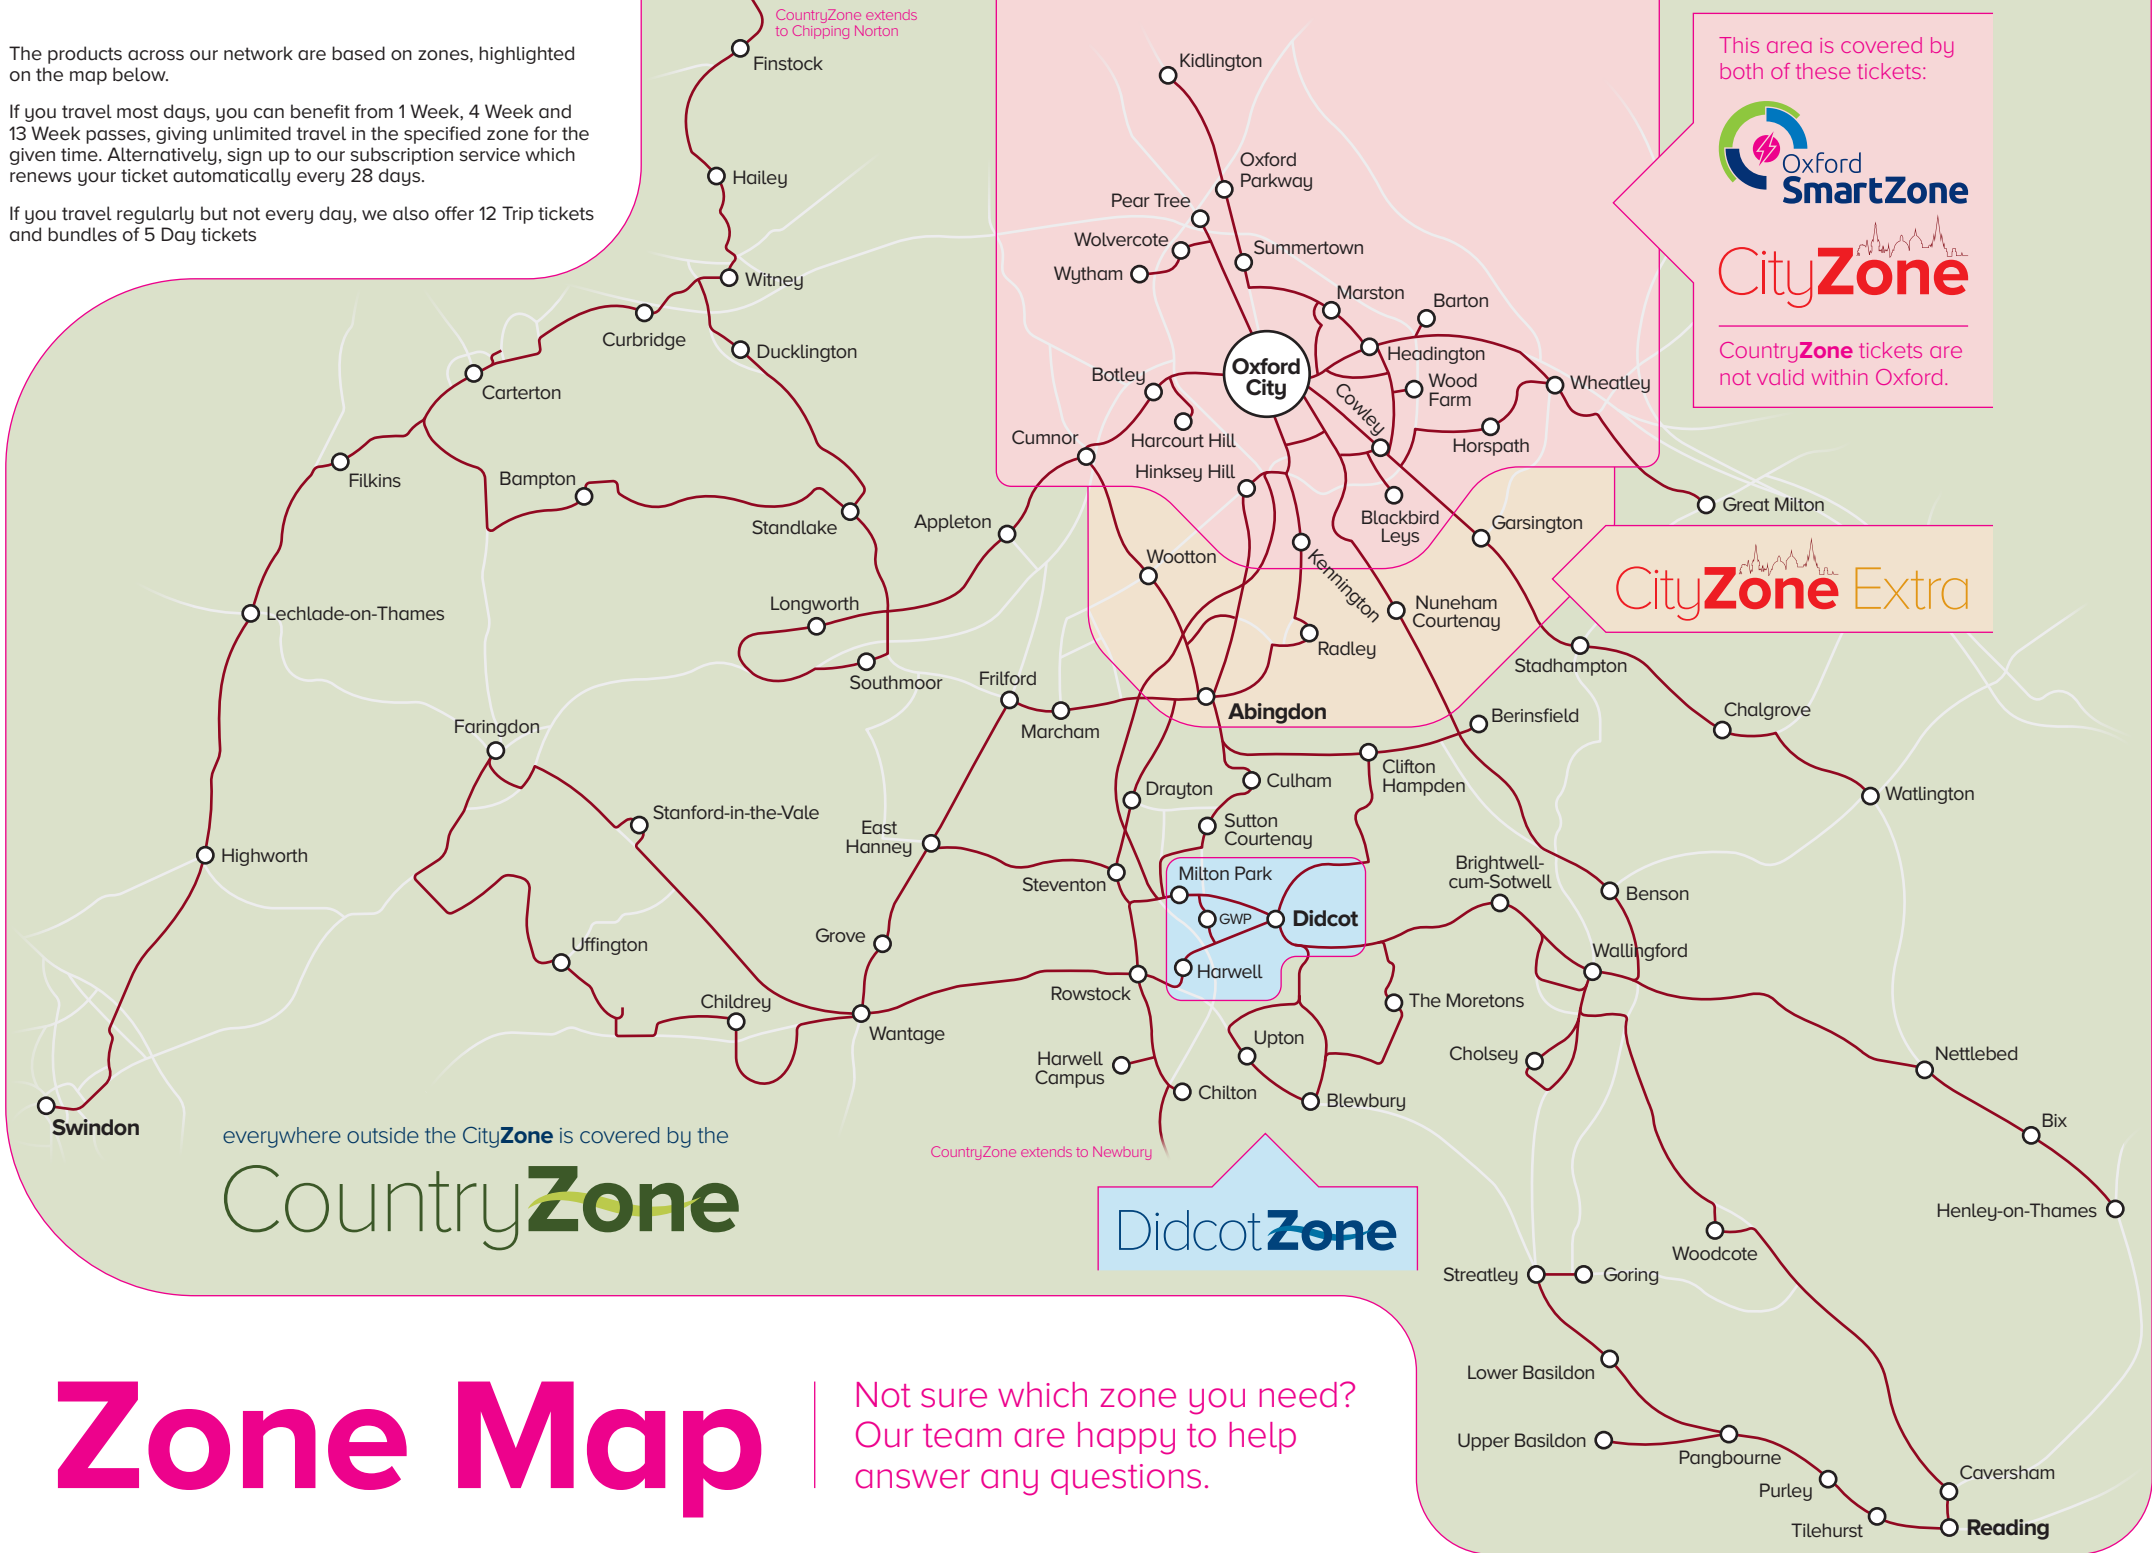 The products across our network are based on zones, highlighted
on the map below.
If you travel most days, you can benefit from 1 Week, 4 Week and
13 Week passes, giving unlimited travel in the specified zone for the
given time. Alternatively, sign up to our subscription service which
renews your ticket automatically every 28 days.
If you travel regularly but not every day, we also offer 12 Trip tickets
and bundles of 5 Day tickets
CountryZone extends
to Chipping Norton
Finstock
Hailey
Witney
Curbridge
Ducklington
Carterton
Filkins
Bampton
Standlake
Lechlade-on-Thames
Longworth
Southmoor
Appleton
Faringdon
Stanford-in-the-Vale
Highworth
Uffington
Childrey
Swindon
Kidlington
Oxford
Parkway
Pear Tree
Wolvercote
Wytham
Summertown
Marston
Barton
Headington
Oxford
City
Botley
Wood
Farm
Cowley
Wheatley
Harcourt Hill
Cumnor
Horspath
Hinksey Hill
Blackbird
Leys
Great Milton
Garsington
Wootton
Kennington
Nuneham
Courtenay
Radley
Stadhampton
Abingdon
Frilford
Marcham
Berinsfield
Chalgrove
Clifton
Hampden
Culham
Drayton
Watlington
Sutton
Courtenay
East
Hanney
Steventon
Milton Park
GWP
Didcot
Harwell
Brightwell-
cum-Sotwell
Benson
Wallingford
Grove
Rowstock
Wantage
The Moretons
Upton
Harwell
Campus
Chilton
Blewbury
Cholsey
Nettlebed
Bix
Henley-on-Thames
Woodcote
Streatley
Goring
Lower Basildon
Upper Basildon
Pangbourne
Purley
Tilehurst
Caversham
Reading
CountryZone extends to Newbury
This area is covered by
both of these tickets:
Oxford
SmartZone
CityZone
CountryZone tickets are
not valid within Oxford.
CityZone Extra
everywhere outside the CityZone is covered by the
CountryZone
DidcotZone
Zone Map
Not sure which zone you need?
Our team are happy to help
answer any questions.